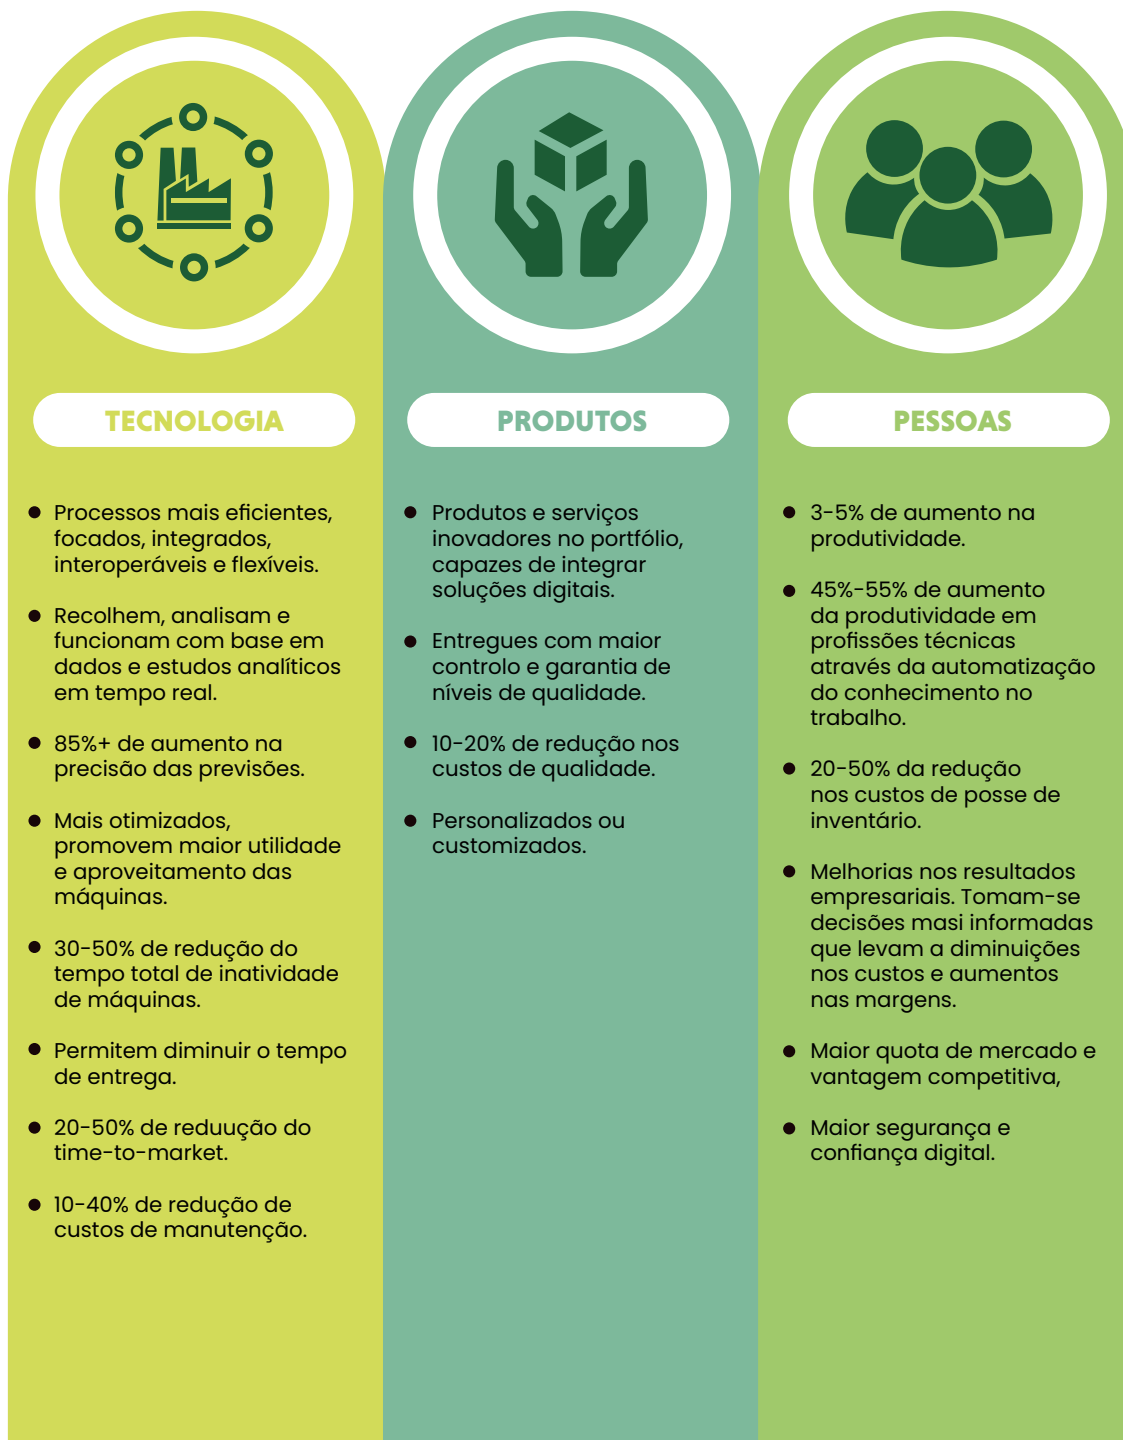 TECNOLOGIA
Processos mais eficientes,
focados, integrados,
interoperáveis e flexíveis.
Recolhem, analisam e
funcionam com base em
dados e estudos analíticos
em tempo real.
85%+ de aumento na
precisão das previsões.
Mais otimizados,
promovem maior utilidade
e aproveitamento das
máquinas.
30-50% de redução do
tempo total de inatividade
de máquinas.
Permitem diminuir o tempo
de entrega.
20-50% de reduução do
time-to-market.
10-40% de redução de
custos de manutenção.
PRODUTOS
Produtos e serviços
inovadores no portfólio,
capazes de integrar
soluções digitais.
Entregues com maior
controlo e garantia de
níveis de qualidade.
10-20% de redução nos
custos de qualidade.
Personalizados ou
customizados.
PESSOAS
3-5% de aumento na
produtividade.
45%-55% de aumento
da produtividade em
profissões técnicas
através da automatização
do conhecimento no
trabalho.
20-50% da redução
nos custos de posse de
inventário.
Melhorias nos resultados
empresariais. Tomam-se
decisões masi informadas
que levam a diminuições
nos custos e aumentos
nas margens.
Maior quota de mercado e
vantagem competitiva,
Maior segurança e
confiança digital.